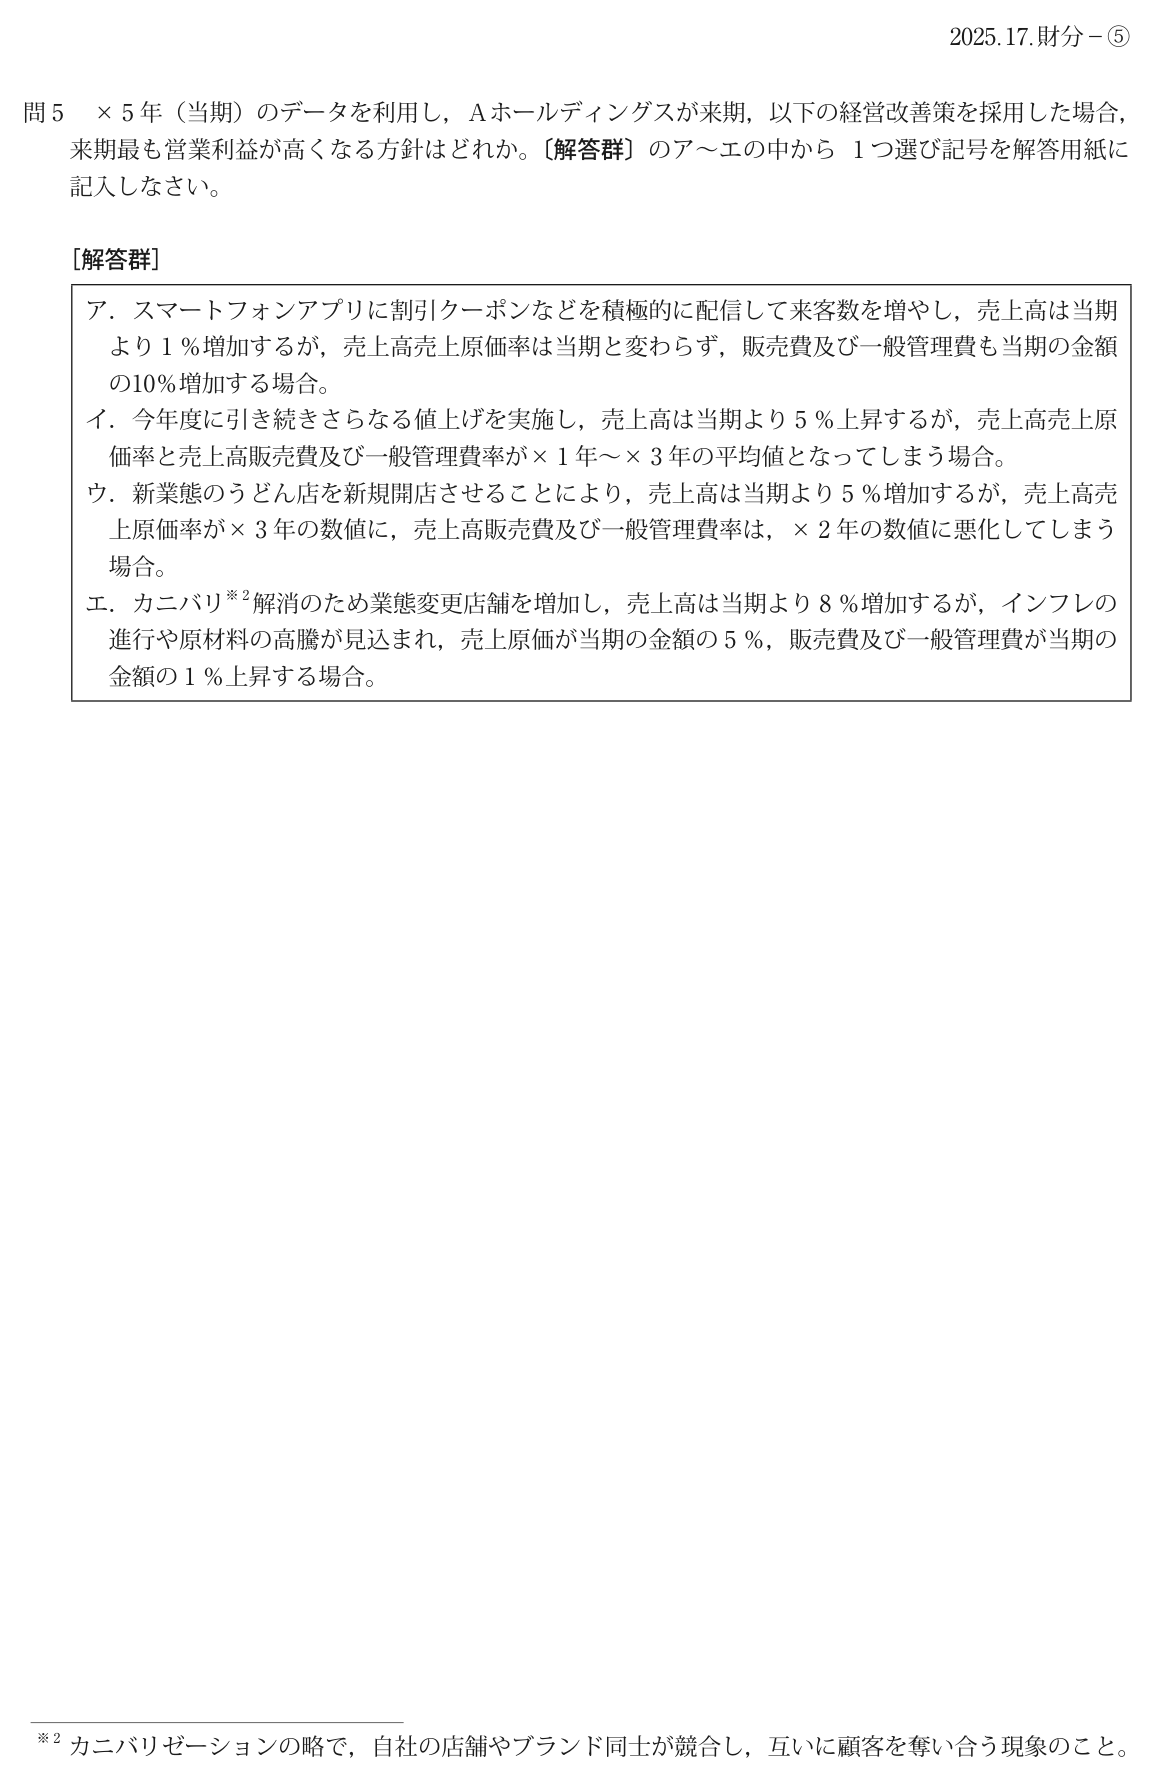 2025.17.財分−⑤
問5　×5年（当期）のデータを利用し，Aホールディングスが来期，以下の経営改善策を採用した場合，
来期最も営業利益が高くなる方針はどれか。〔解答群〕のア～エの中から 1つ選び記号を解答用紙に
記入しなさい。
［解答群］
ア．スマートフォンアプリに割引クーポンなどを積極的に配信して来客数を増やし，売上高は当期
より1％増加するが，売上高売上原価率は当期と変わらず，販売費及び一般管理費も当期の金額
の10％増加する場合。
イ．今年度に引き続きさらなる値上げを実施し，売上高は当期より5％上昇するが，売上高売上原
価率と売上高販売費及び一般管理費率が×1年～×3年の平均値となってしまう場合。
ウ．新業態のうどん店を新規開店させることにより，売上高は当期より5％増加するが，売上高売
上原価率が×3年の数値に，売上高販売費及び一般管理費率は，×2年の数値に悪化してしまう
場合。
エ．カニバリ※2解消のため業態変更店舗を増加し，売上高は当期より8％増加するが，インフレの
進行や原材料の高騰が見込まれ，売上原価が当期の金額の5％，販売費及び一般管理費が当期の
金額の1％上昇する場合。
※2 カニバリゼーションの略で，自社の店舗やブランド同士が競合し，互いに顧客を奪い合う現象のこと。